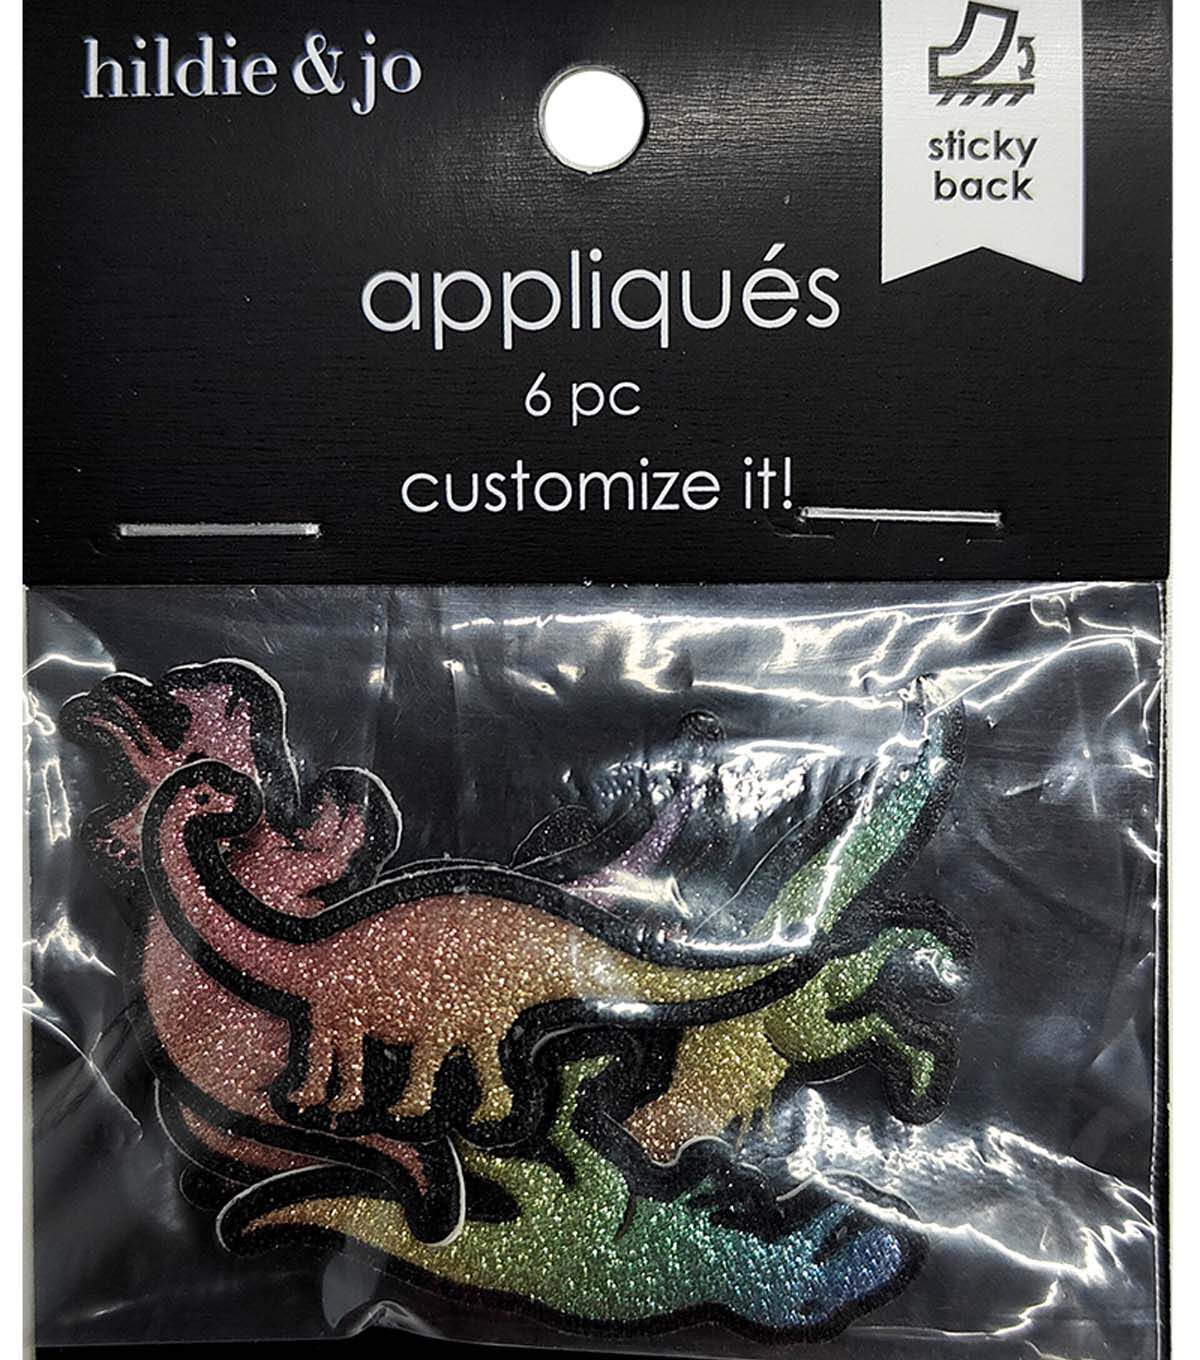 hildie & jo
sticky
back
appliqués
6 pc
customize it!